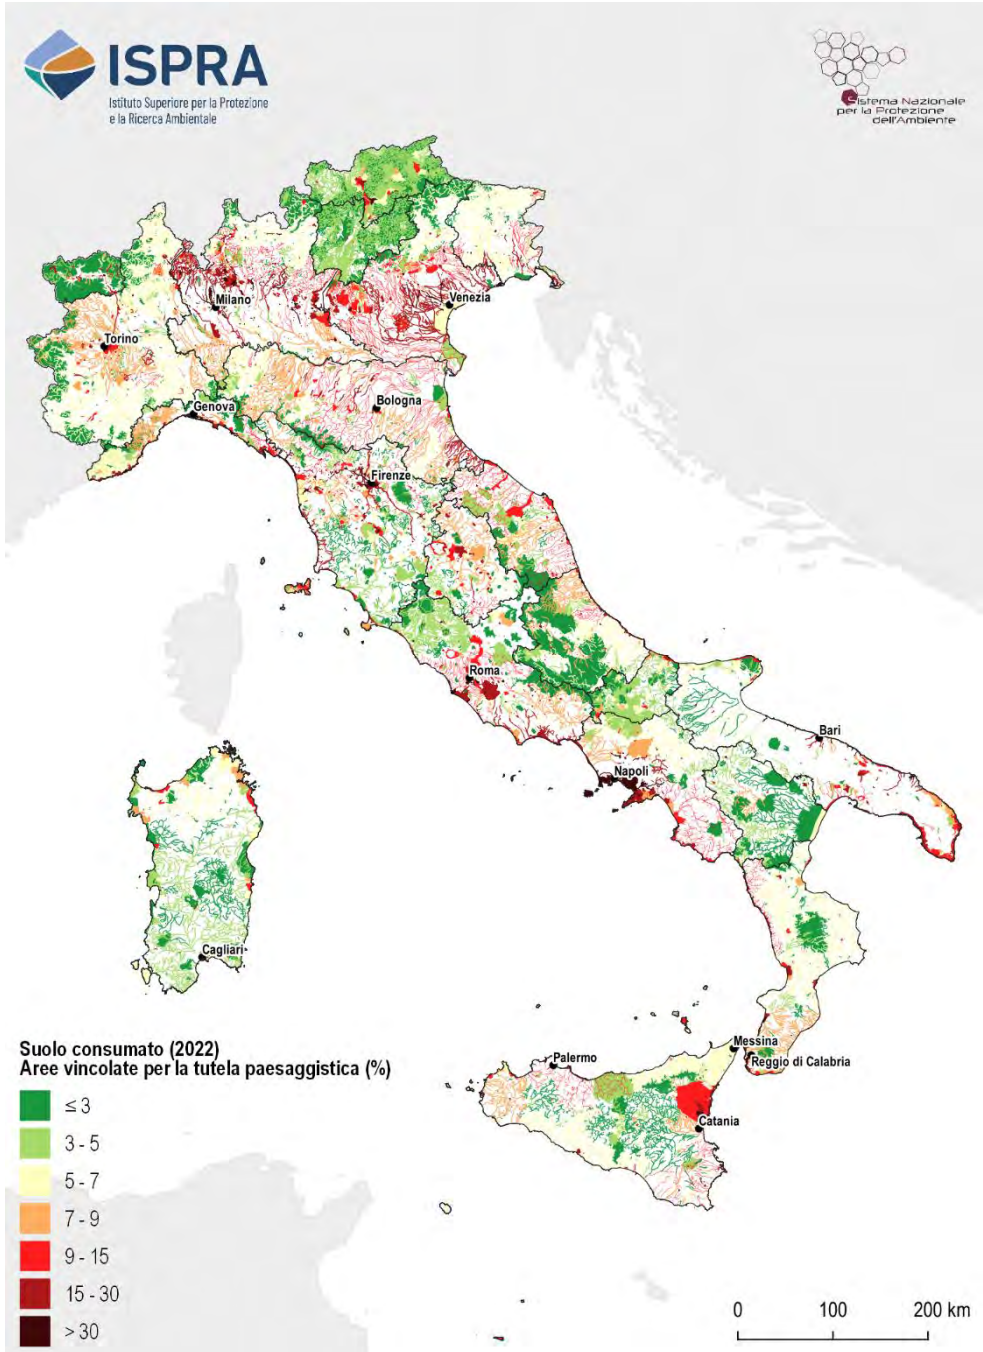 ISPRA
Istituto Superiore per la Protezione
e la Ricerca Ambientale
Sistema Nazionale
per la Protezione
dell'Ambiente
Milano
Venezia
Torino
Genova
Bologna
Firenze
Roma
Bari
Napoli
Cagliari
Messina
Palermo
Reggio di Calabria
Catania
Suolo consumato (2022)
Aree vincolate per la tutela paesaggistica (%)
≤ 3
3 - 5
5 - 7
7 - 9
9 - 15
15 - 30
> 30
0 100 200 km